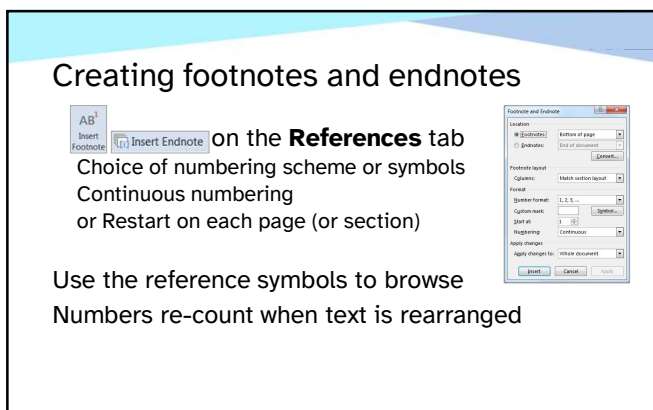 Creating footnotes and endnotes
AB1
Insert
Footnote
Insert Endnote on the References tab
Choice of numbering scheme or symbols
Continuous numbering
or Restart on each page (or section)
Use the reference symbols to browse
Numbers re-count when text is rearranged
Footnote and Endnote
Location
Footnotes: Bottom of page
Endnotes: End of document
Convert...
Footnote layout
Columns: Match section layout
Format
Number format: 1, 2, 3, ...
Custom mark: Symbol...
Start at: 1
Numbering: Continuous
Apply changes
Apply changes to: Whole document
Insert Cancel Apply